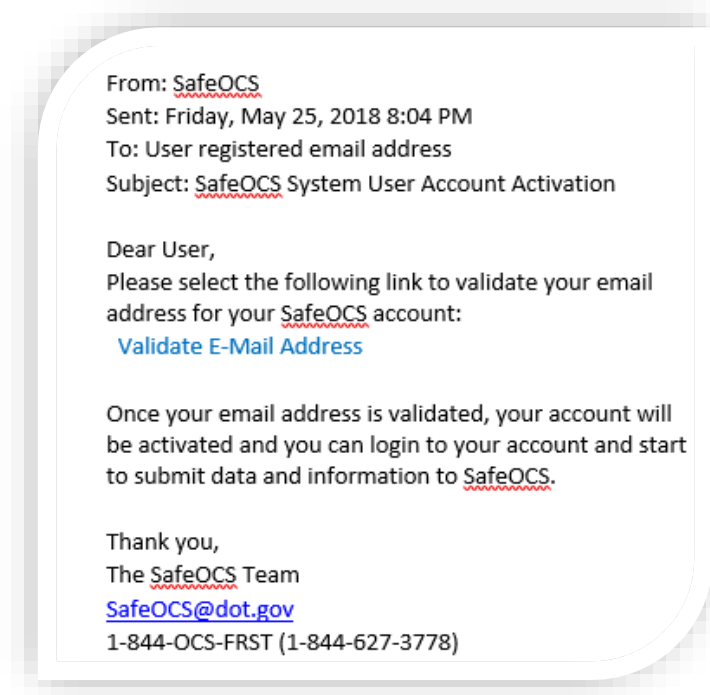 From: SafeOCS
Sent: Friday, May 25, 2018 8:04 PM
To: User registered email address
Subject: SafeOCS System User Account Activation
Dear User,
Please select the following link to validate your email
address for your SafeOCS account:
Validate E-Mail Address
Once your email address is validated, your account will
be activated and you can login to your account and start
to submit data and information to SafeOCS.
Thank you,
The SafeOCS Team
SafeOCS@dot.gov
1-844-OCS-FRST (1-844-627-3778)